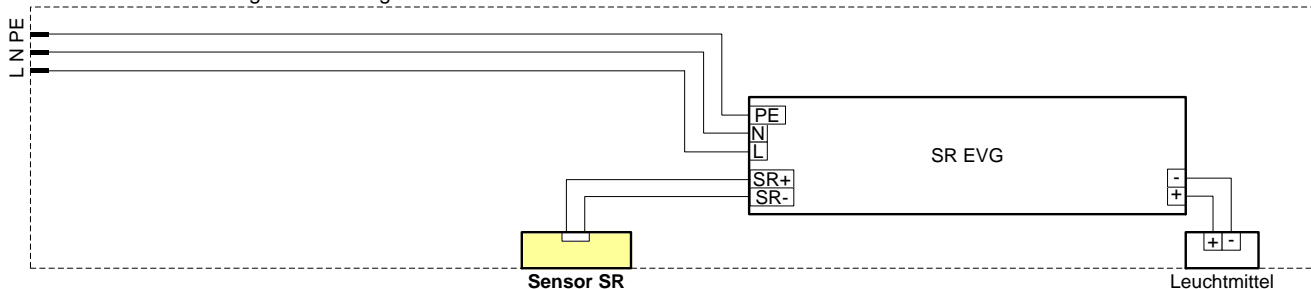 L N PE
PE
N
L
SR EVG
SR+
SR-
-
+
+ -
Sensor SR
Leuchtmittel